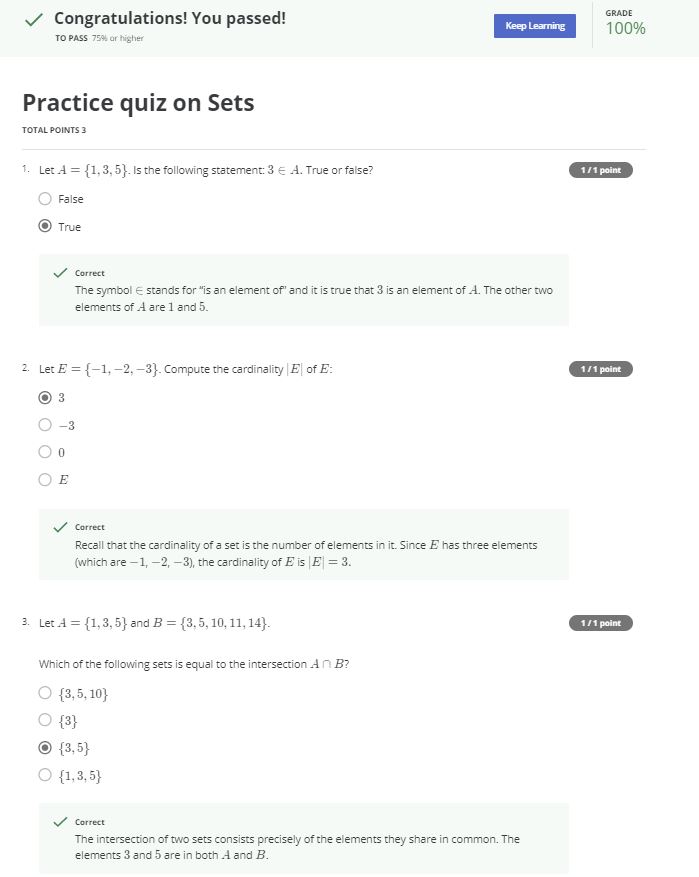 Congratulations! You passed!
TO PASS 75% or higher
Keep Learning
GRADE
100%
Practice quiz on Sets
TOTAL POINTS 3
1. Let A = {1, 3, 5}. Is the following statement: 3 ∈ A. True or false?
1 / 1 point
False
True
Correct
The symbol ∈ stands for "is an element of" and it is true that 3 is an element of A. The other two
elements of A are 1 and 5.
2. Let E = {−1, −2, −3}. Compute the cardinality |E| of E:
1 / 1 point
3
−3
0
E
Correct
Recall that the cardinality of a set is the number of elements in it. Since E has three elements
(which are −1, −2, −3), the cardinality of E is |E| = 3.
3. Let A = {1, 3, 5} and B = {3, 5, 10, 11, 14}.
1 / 1 point
Which of the following sets is equal to the intersection A ∩ B?
{3, 5, 10}
{3}
{3, 5}
{1, 3, 5}
Correct
The intersection of two sets consists precisely of the elements they share in common. The
elements 3 and 5 are in both A and B.